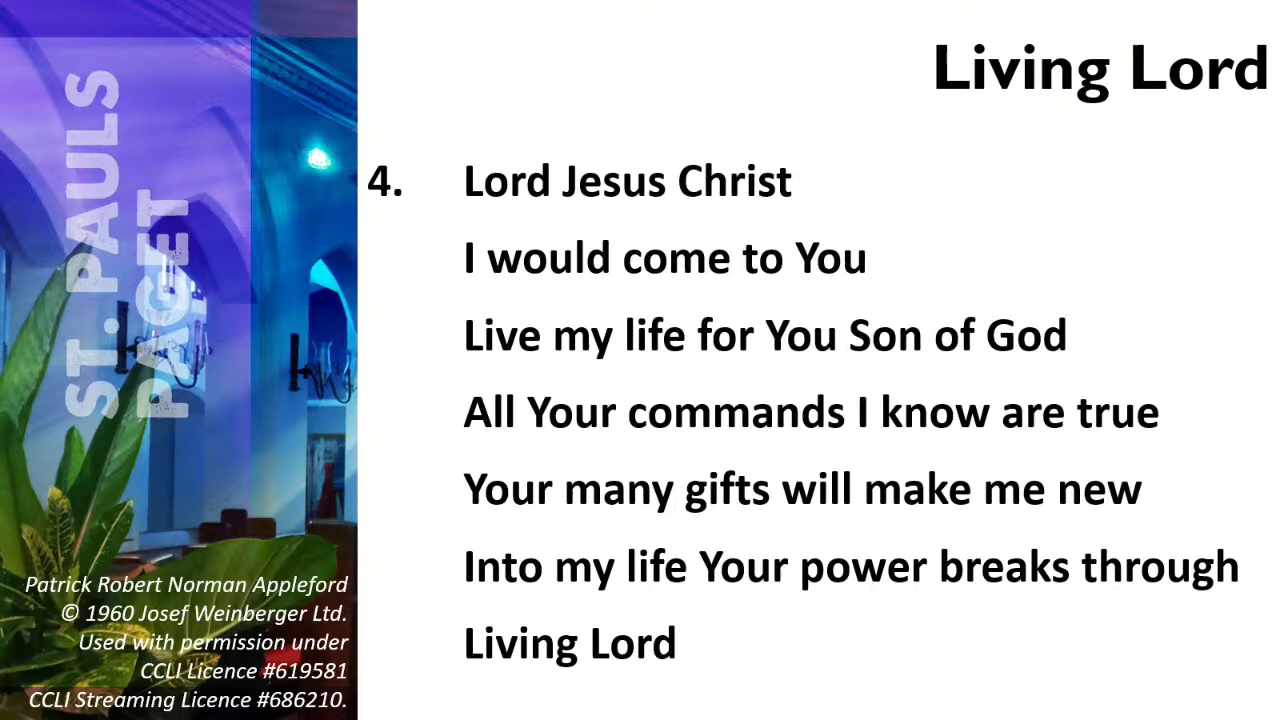 Living Lord
4. Lord Jesus Christ
I would come to You
Live my life for You Son of God
All Your commands I know are true
Your many gifts will make me new
Into my life Your power breaks through
Living Lord
ST. PAULS
PAGET
Patrick Robert Norman Appleford
© 1960 Josef Weinberger Ltd.
Used with permission under
CCLI Licence #619581
CCLI Streaming Licence #686210.